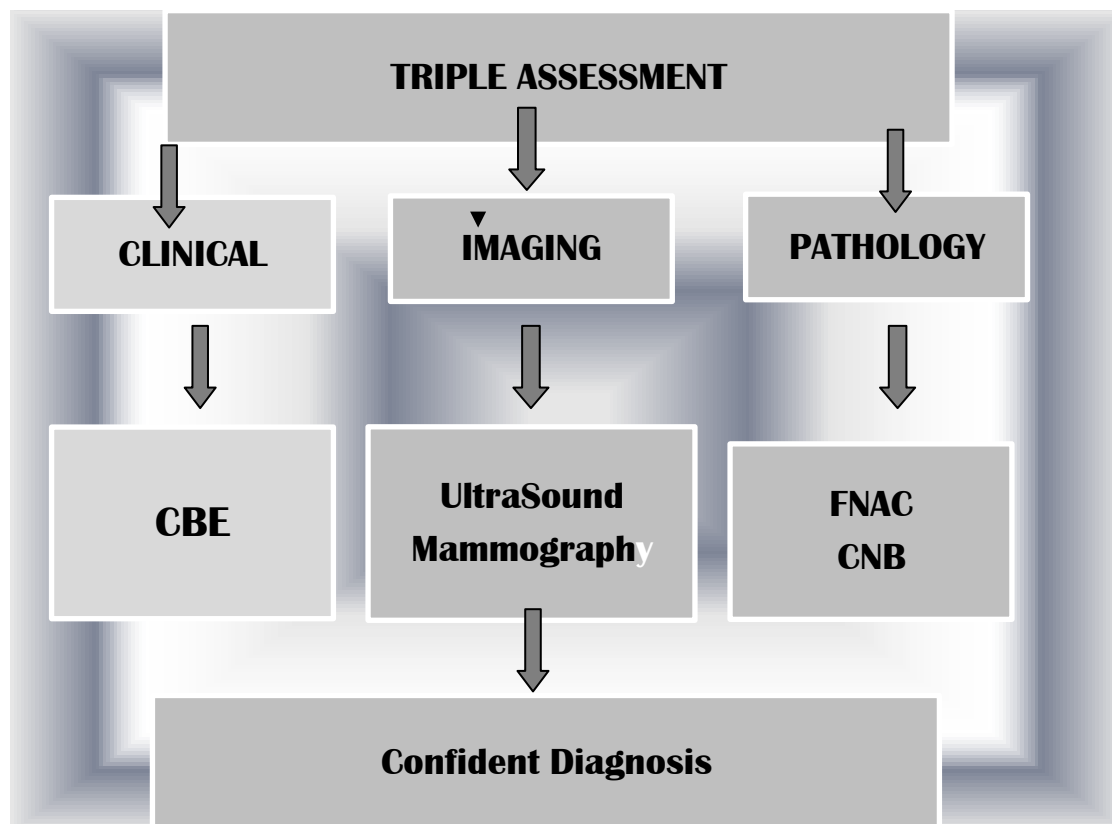 TRIPLE ASSESSMENT
CLINICAL
IMAGING
PATHOLOGY
CBE
UltraSound
Mammography
FNAC
CNB
Confident Diagnosis